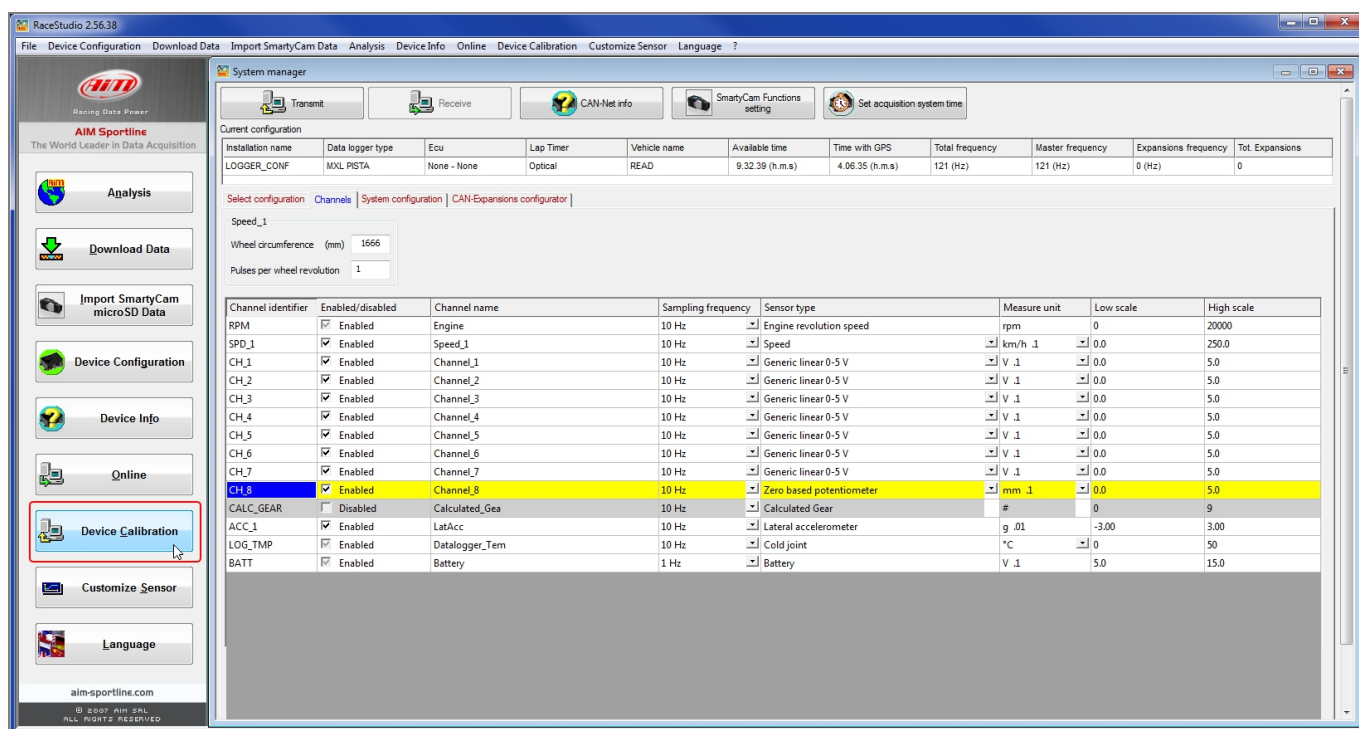 RaceStudio 2.56.38
File Device Configuration Download Data Import SmartyCam Data Analysis Device Info Online Device Calibration Customize Sensor Language ?
AiM
Racing Data Power
AIM Sportline
The World Leader in Data Acquisition
Analysis
Download Data
Import SmartyCam
microSD Data
Device Configuration
Device Info
Online
Device Calibration
Customize Sensor
Language
aim-sportline.com
© 2007 AIM SRL
ALL RIGHTS RESERVED
System manager
Transmit Receive CAN-Net info SmartyCam Functions setting Set acquisition system time
Current configuration
Installation name Data logger type Ecu Lap Timer Vehicle name Available time Time with GPS Total frequency Master frequency Expansions frequency Tot. Expansions
LOGGER_CONF MXL PISTA None - None Optical READ 9.32.39 (h.m.s) 4.06.35 (h.m.s) 121 (Hz) 121 (Hz) 0 (Hz) 0
Select configuration Channels System configuration CAN-Expansions configurator
Speed_1
Wheel circumference (mm) 1666
Pulses per wheel revolution 1
Channel identifier Enabled/disabled Channel name Sampling frequency Sensor type Measure unit Low scale High scale
RPM Enabled Engine 10 Hz Engine revolution speed rpm 0 20000
SPD_1 Enabled Speed_1 10 Hz Speed km/h .1 0.0 250.0
CH_1 Enabled Channel_1 10 Hz Generic linear 0-5 V V .1 0.0 5.0
CH_2 Enabled Channel_2 10 Hz Generic linear 0-5 V V .1 0.0 5.0
CH_3 Enabled Channel_3 10 Hz Generic linear 0-5 V V .1 0.0 5.0
CH_4 Enabled Channel_4 10 Hz Generic linear 0-5 V V .1 0.0 5.0
CH_5 Enabled Channel_5 10 Hz Generic linear 0-5 V V .1 0.0 5.0
CH_6 Enabled Channel_6 10 Hz Generic linear 0-5 V V .1 0.0 5.0
CH_7 Enabled Channel_7 10 Hz Generic linear 0-5 V V .1 0.0 5.0
CH_8 Enabled Channel_8 10 Hz Zero based potentiometer mm .1 0.0 5.0
CALC_GEAR Disabled Calculated_Gea 10 Hz Calculated Gear # 0 9
ACC_1 Enabled LatAcc 10 Hz Lateral accelerometer g .01 -3.00 3.00
LOG_TMP Enabled Datalogger_Tem 10 Hz Cold joint °C 0 50
BATT Enabled Battery 1 Hz Battery V .1 5.0 15.0